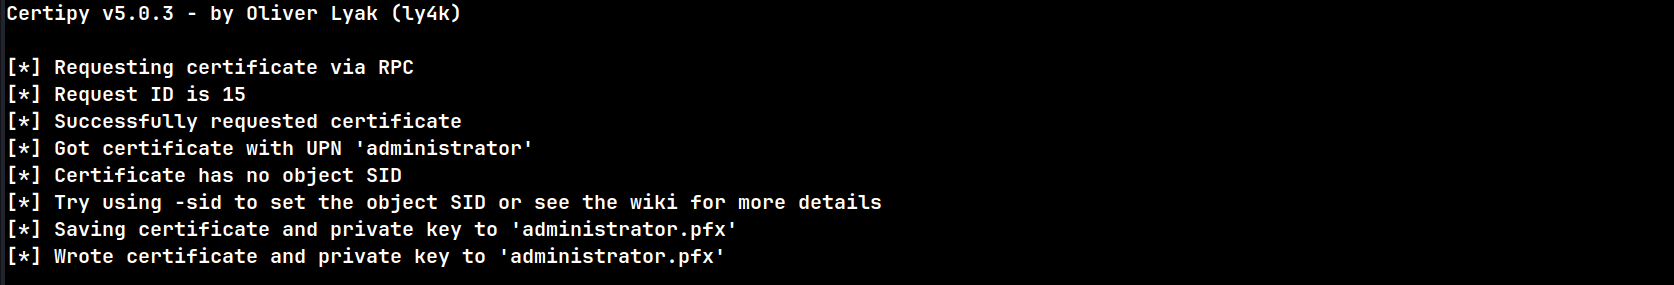 Certipy v5.0.3 - by Oliver Lyak (ly4k)
[*] Requesting certificate via RPC
[*] Request ID is 15
[*] Successfully requested certificate
[*] Got certificate with UPN 'administrator'
[*] Certificate has no object SID
[*] Try using -sid to set the object SID or see the wiki for more details
[*] Saving certificate and private key to 'administrator.pfx'
[*] Wrote certificate and private key to 'administrator.pfx'